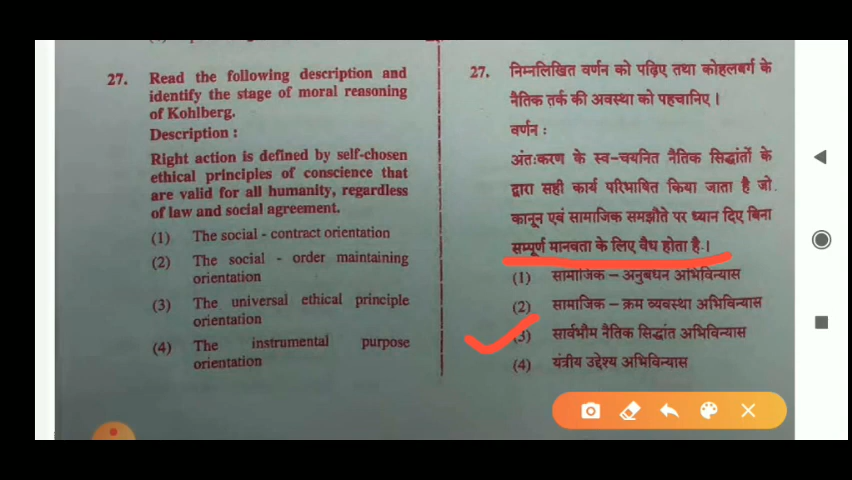 27. Read the following description and
identify the stage of moral reasoning
of Kohlberg.
Description :
Right action is defined by self-chosen
ethical principles of conscience that
are valid for all humanity, regardless
of law and social agreement.
(1) The social - contract orientation
(2) The social - order maintaining
orientation
(3) The universal ethical principle
orientation
(4) The instrumental purpose
orientation
27. निम्नलिखित वर्णन को पढ़िए तथा कोहलबर्ग के
नैतिक तर्क की अवस्था को पहचानिए ।
वर्णन :
अंतःकरण के स्व-चयनित नैतिक सिद्धांतों के
द्वारा सही कार्य परिभाषित किया जाता है जो
कानून एवं सामाजिक समझौते पर ध्यान दिए बिना
सम्पूर्ण मानवता के लिए वैध होता है ।
(1) सामाजिक – अनुबंधन अभिविन्यास
(2) सामाजिक – क्रम व्यवस्था अभिविन्यास
(3) सार्वभौम नैतिक सिद्धांत अभिविन्यास
(4) यंत्रीय उद्देश्य अभिविन्यास